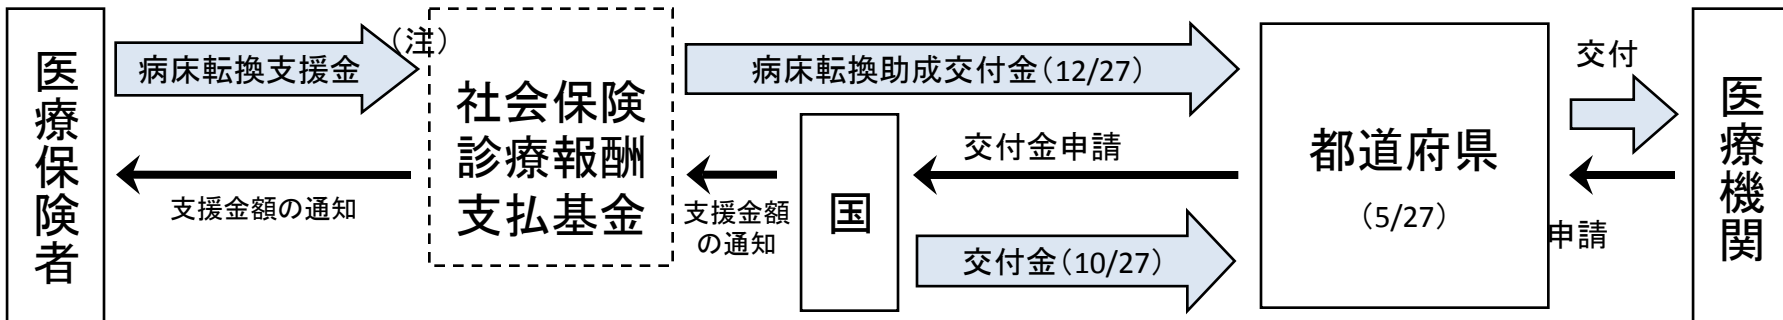 医療保険者
病床転換支援金
支援金額の通知
(注)
社会保険
診療報酬
支払基金
病床転換助成交付金(12/27)
支援金額
の通知
国
交付金申請
交付金(10/27)
都道府県
(5/27)
交付
申請
医療機関